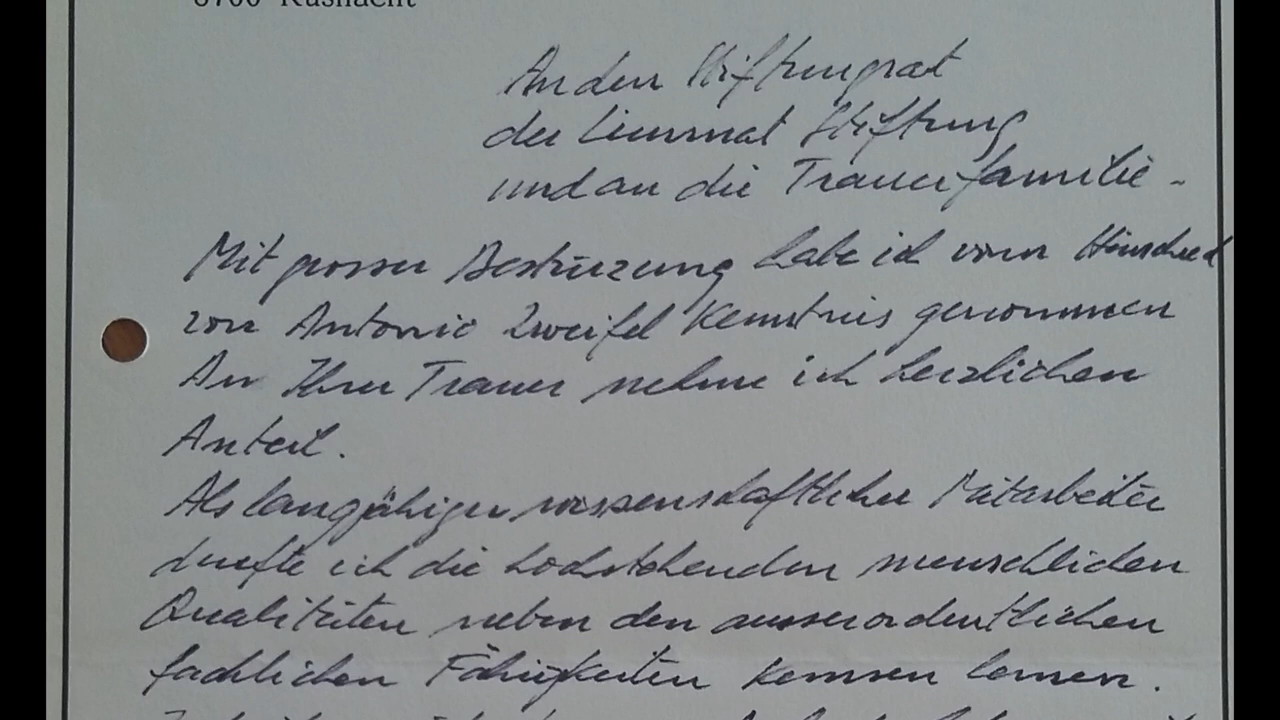 8700 Küsnacht
An den Stiftungsrat
der Limmat Stiftung
und an die Trauerfamilie -
Mit grosser Bestürzung habe ich vom Hinschied
von Antonio Zweifel Kenntnis genommen
An Ihrer Trauer nehme ich herzlichen
Anteil.
Als langjähriger wissenschaftlicher Mitarbeiter
durfte ich die hochstehenden menschlichen
Qualitäten neben den ausserordentlichen
fachlichen Fähigkeiten kennen lernen.